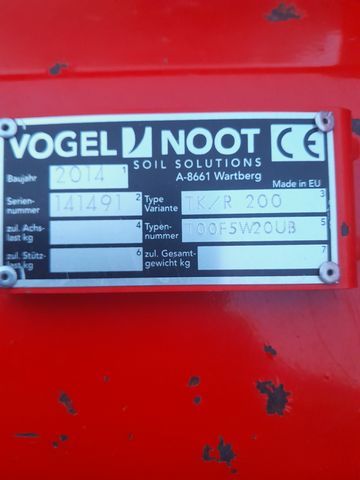 VOGEL NOOT CE
SOIL SOLUTIONS
A-8661 Wartberg
Made in EU
Baujahr 2014 1
Serien-
nummer 141491 2
Type
Variante TK/R 200 3
zul. Achs-
last kg 4
Typen-
nummer T00F5W20UB 5
zul. Stütz-
last kg 6
zul. Gesamt-
gewicht kg 7